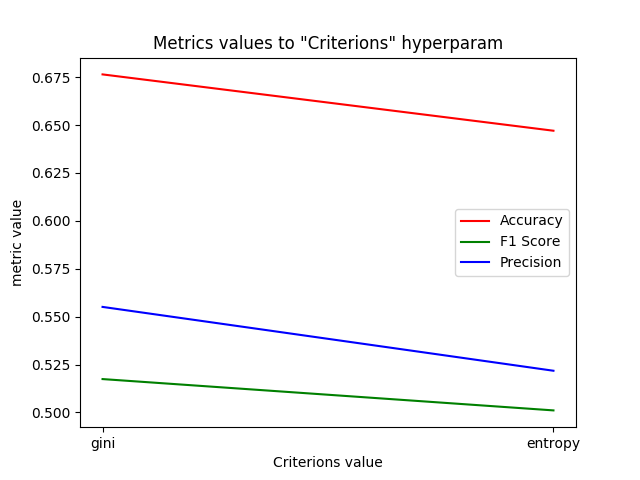 Metrics values to "Criterions" hyperparam
metric value
0.675
0.650
0.625
0.600
0.575
0.550
0.525
0.500
Accuracy
F1 Score
Precision
gini
entropy
Criterions value